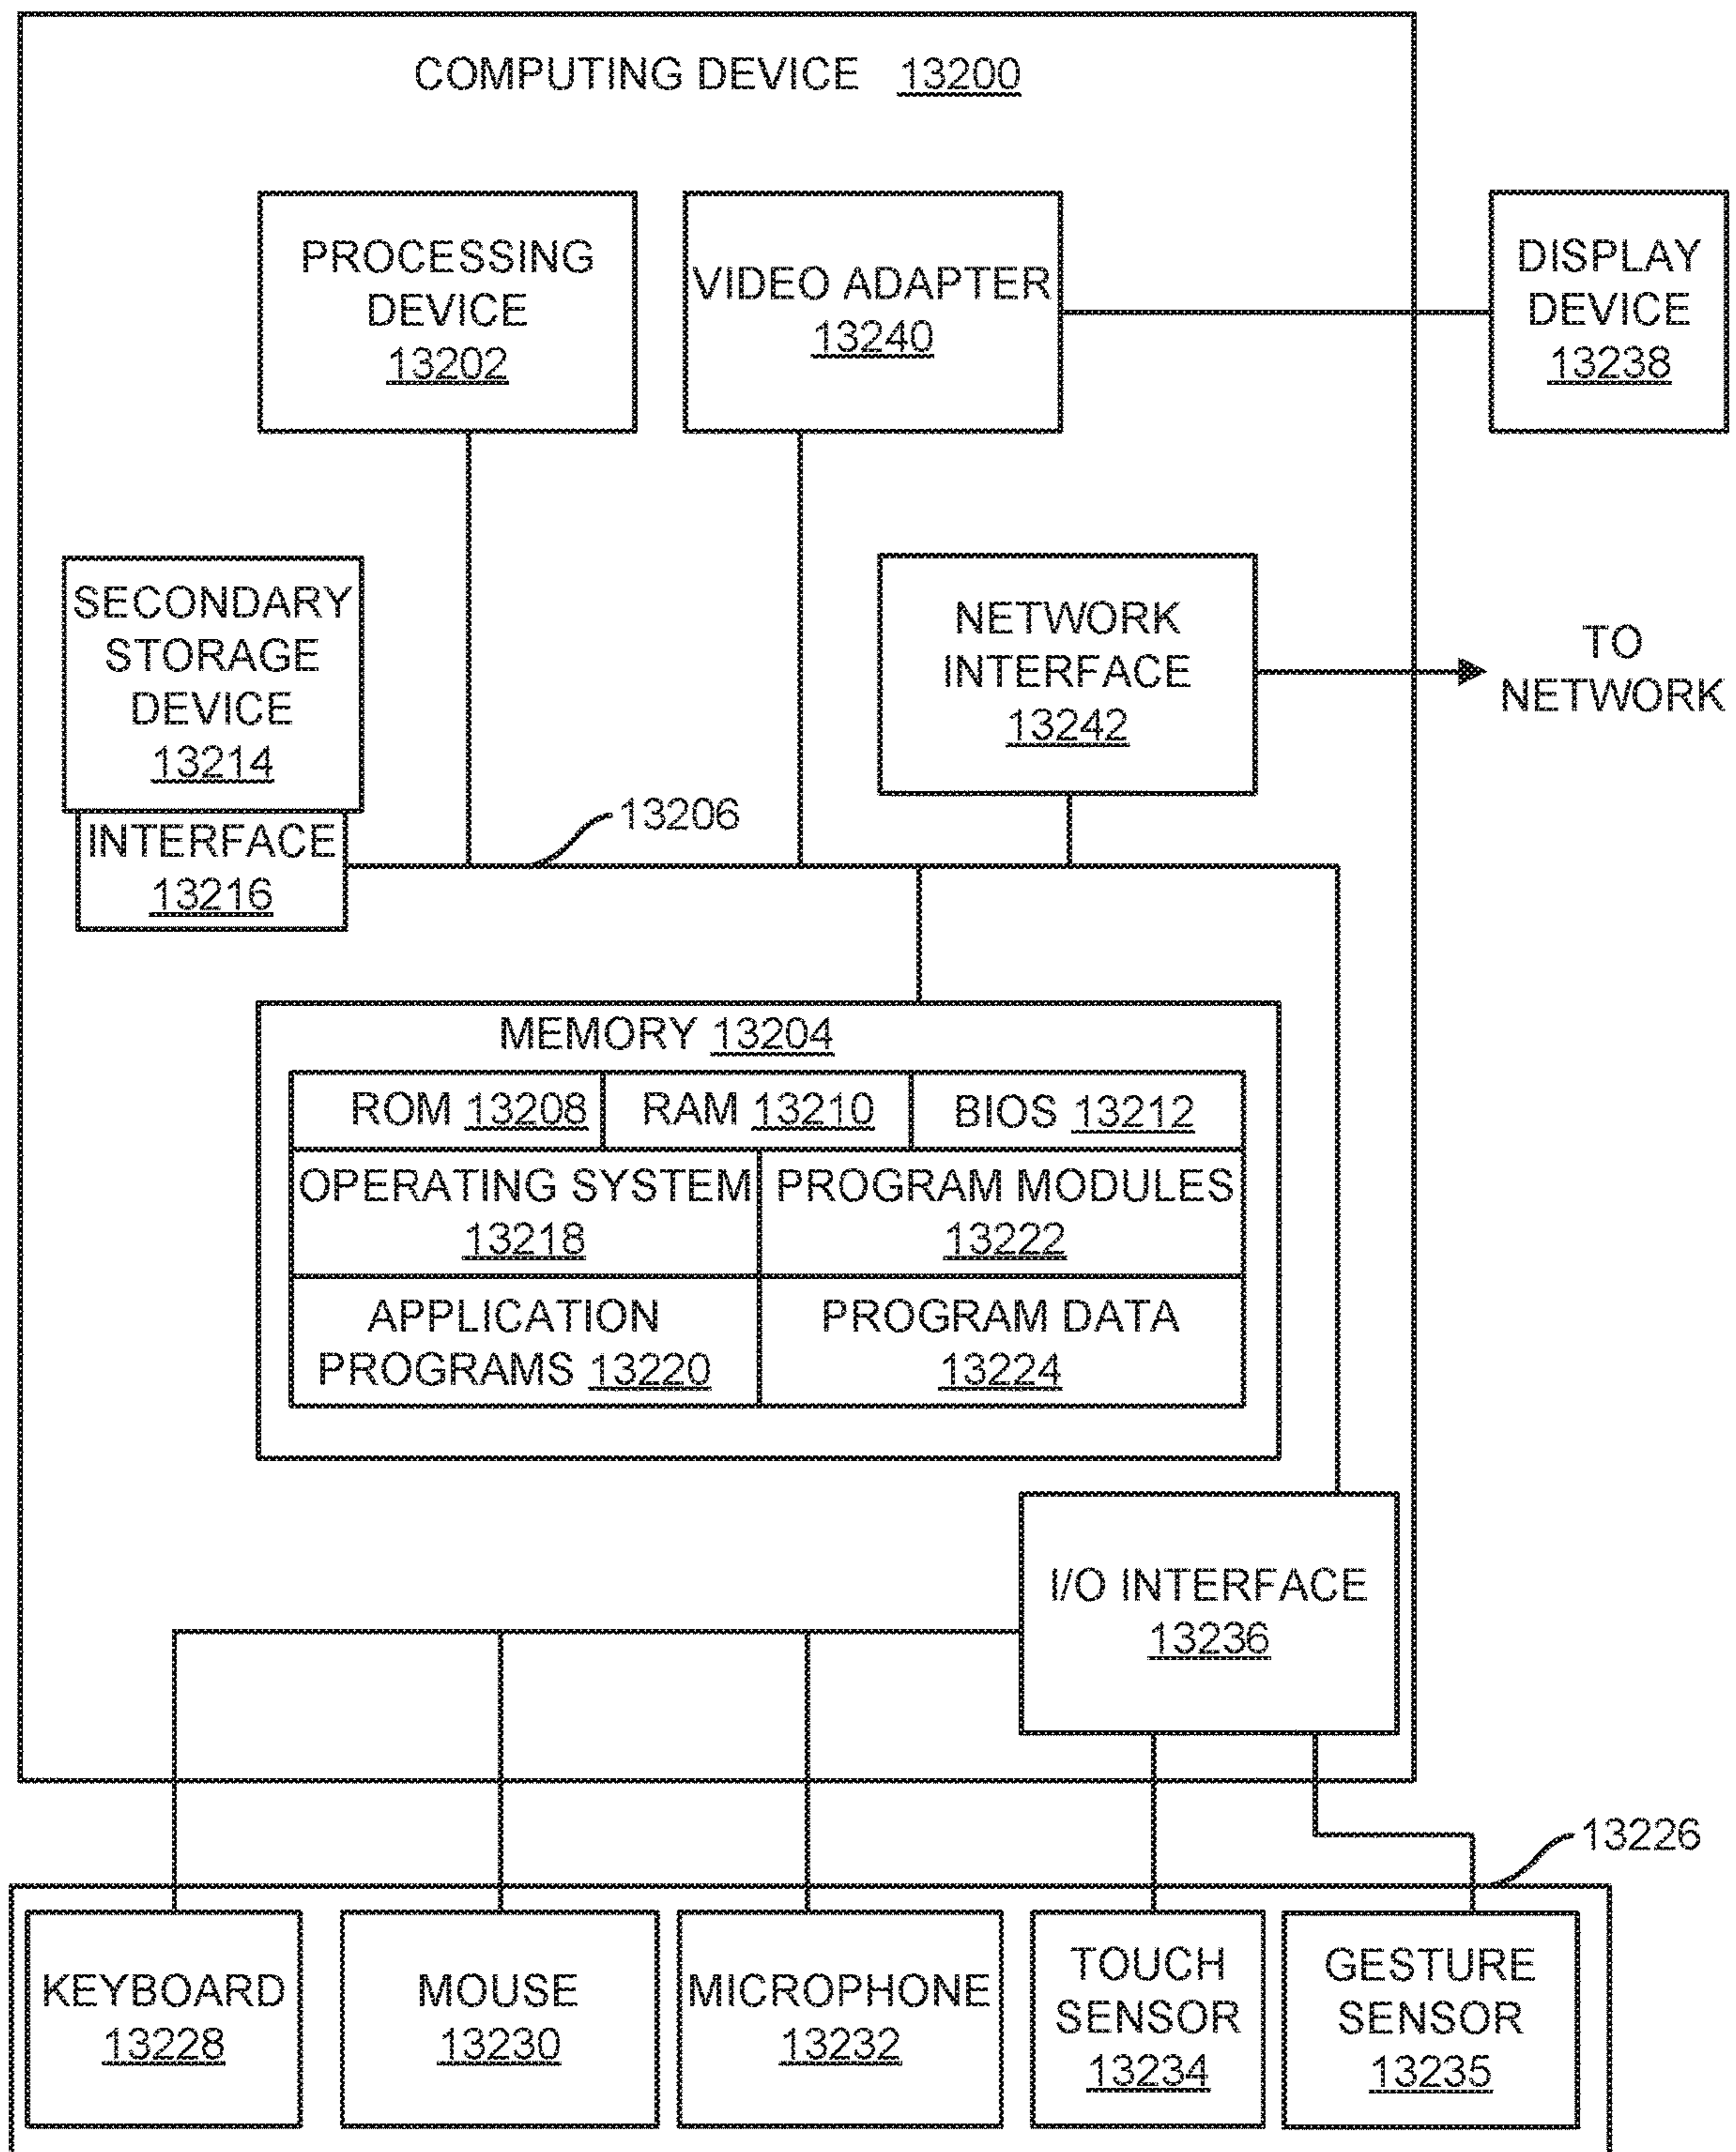 COMPUTING DEVICE 13200
PROCESSING
DEVICE
13202
VIDEO ADAPTER
13240
DISPLAY
DEVICE
13238
SECONDARY
STORAGE
DEVICE
13214
INTERFACE
13216
NETWORK
INTERFACE
13242
TO
NETWORK
13206
MEMORY 13204
ROM 13208
RAM 13210
BIOS 13212
OPERATING SYSTEM
13218
PROGRAM MODULES
13222
APPLICATION
PROGRAMS 13220
PROGRAM DATA
13224
I/O INTERFACE
13236
13226
KEYBOARD
13228
MOUSE
13230
MICROPHONE
13232
TOUCH
SENSOR
13234
GESTURE
SENSOR
13235